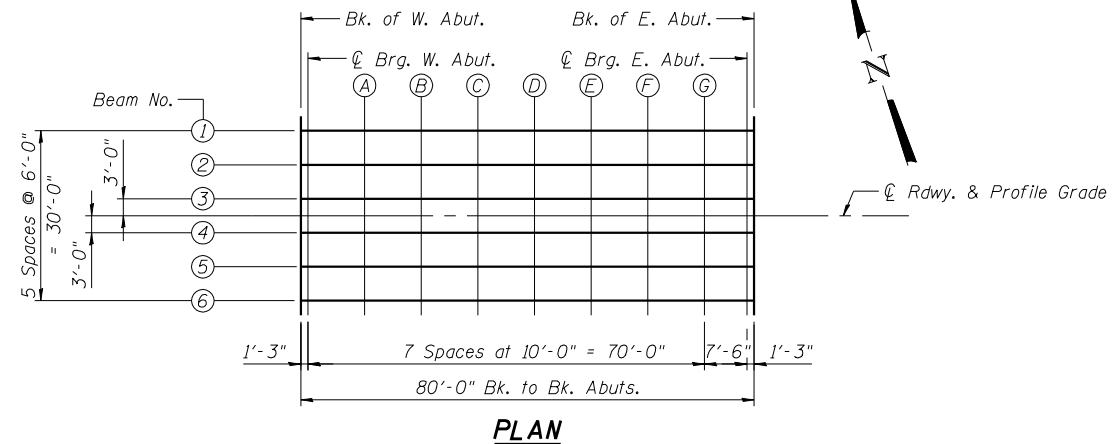 Bk. of W. Abut.
Bk. of E. Abut.
℄ Brg. W. Abut.
℄ Brg. E. Abut.
A B C D E F G
N
Beam No.
1
2
3
4
5
6
5 Spaces @ 6'-0"
= 30'-0"
3'-0"
3'-0"
℄ Rdwy. & Profile Grade
1'-3"
7 Spaces at 10'-0" = 70'-0"
7'-6"
1'-3"
80'-0" Bk. to Bk. Abuts.
PLAN